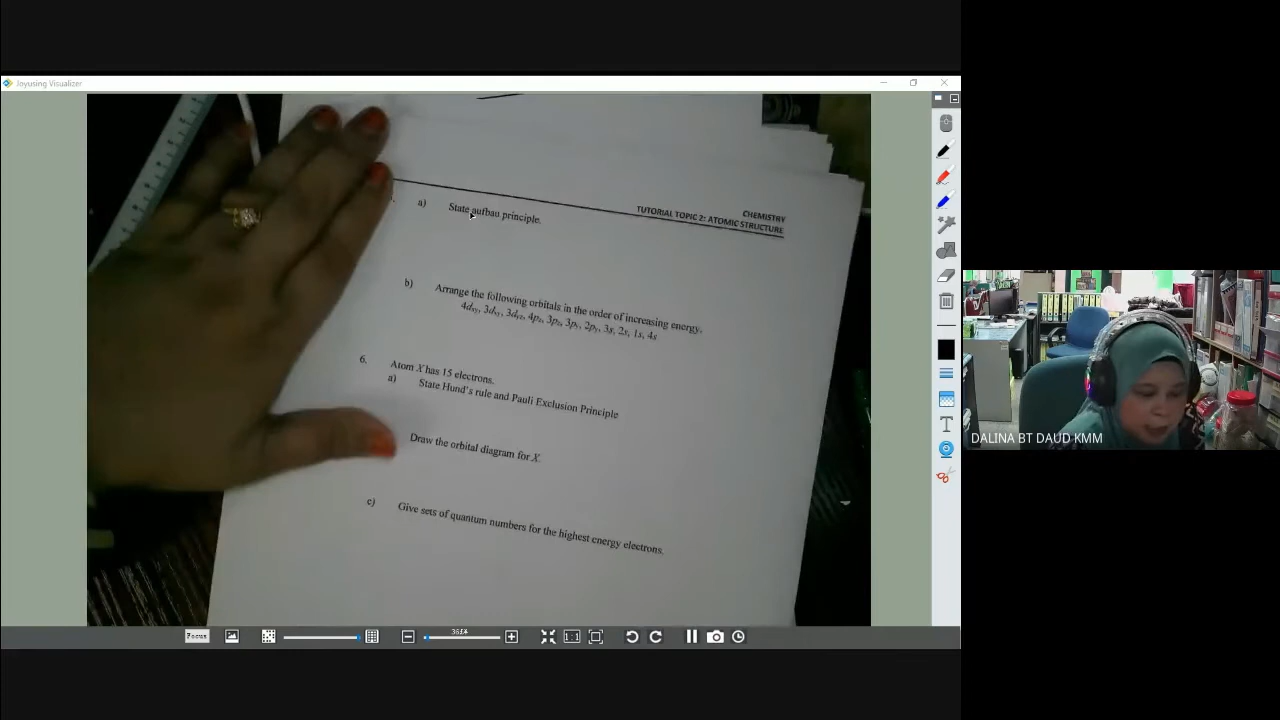 Joyusing Visualizer
CHEMISTRY
TUTORIAL TOPIC 2: ATOMIC STRUCTURE
a) State aufbau principle.
b) Arrange the following orbitals in the order of increasing energy.
4dxy, 3dxy, 3dyz, 4pz, 3pz, 3py, 2py, 3s, 2s, 1s, 4s
6. Atom X has 15 electrons.
a) State Hund's rule and Pauli Exclusion Principle
Draw the orbital diagram for X.
c) Give sets of quantum numbers for the highest energy electrons.
DALINA BT DAUD KMM
Focus
1:1
T